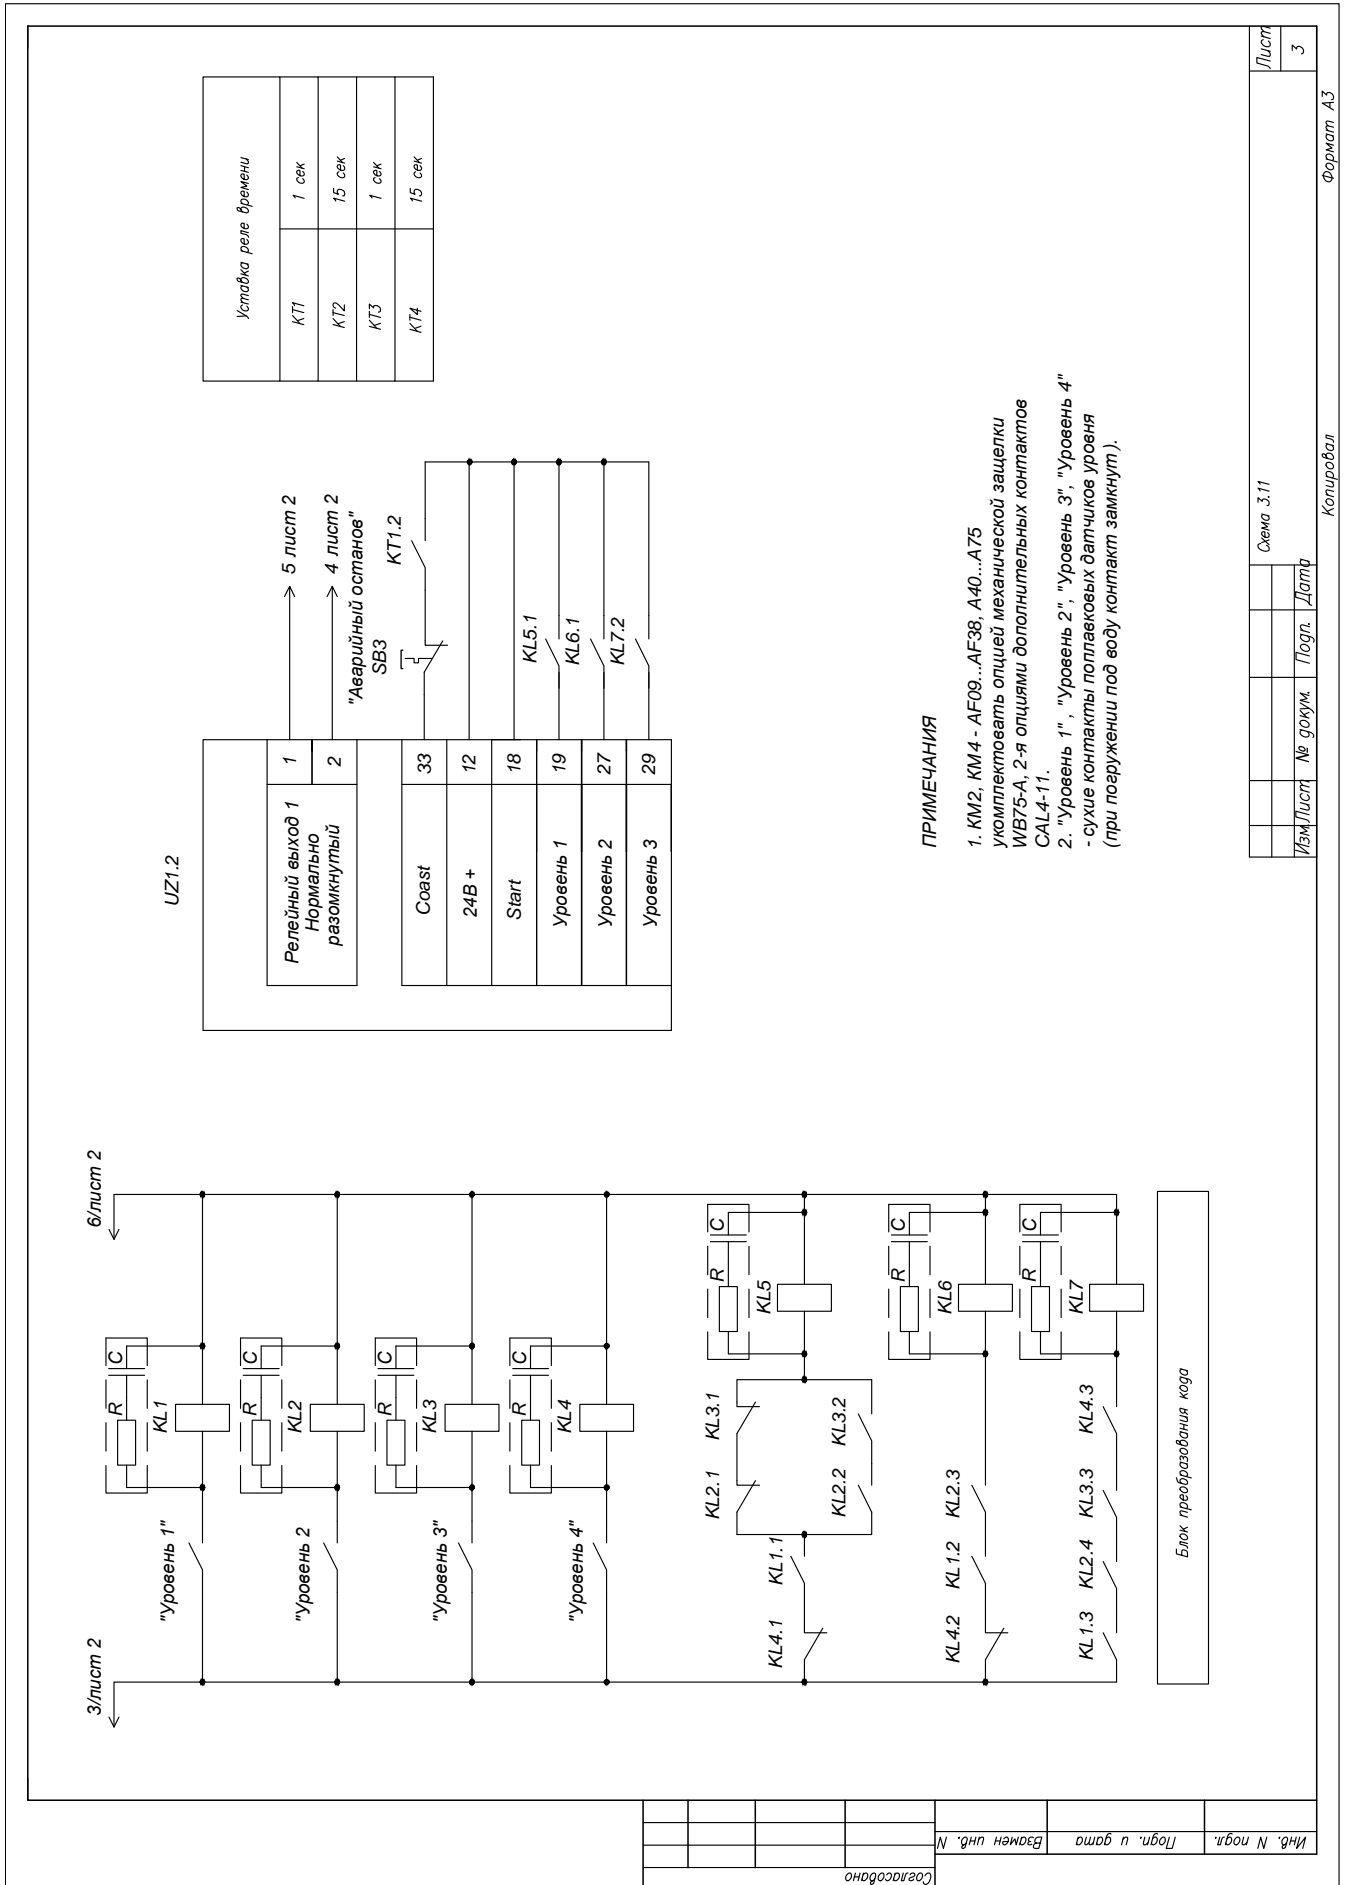 3/лист 2
6/лист 2
"Уровень 1"
KL1
R
C
"Уровень 2
KL2
R
C
"Уровень 3"
KL3
R
C
"Уровень 4"
KL4
R
C
KL4.1
KL1.1
KL2.1
KL3.1
KL2.2
KL3.2
KL5
R
C
KL4.2
KL1.2
KL2.3
KL6
R
C
KL1.3
KL2.4
KL3.3
KL4.3
KL7
R
C
Блок преобразования кода
UZ1.2
Релейный выход 1
Нормально
разомкнутый
1
2
5 лист 2
4 лист 2
"Аварийный останов"
SB3
KT1.2
Coast
33
24В +
12
Start
18
Уровень 1
19
KL5.1
Уровень 2
27
KL6.1
Уровень 3
29
KL7.2
Уставка реле времени
KT1
1 сек
KT2
15 сек
KT3
1 сек
KT4
15 сек
ПРИМЕЧАНИЯ
1. КМ2, КМ4 - AF09...AF38, A40...A75
укомплектовать опцией механической защелки
WB75-A, 2-я опциями дополнительных контактов
CAL4-11.
2. "Уровень 1" , "Уровень 2", "Уровень 3", "Уровень 4"
- сухие контакты поплавковых датчиков уровня
(при погружении под воду контакт замкнут ).
Изм
Лист
№ докум.
Подп.
Дата
Схема 3.11
Лист
3
Копировал
Формат А3
Согласовано
Взамен инв. N
Подп. и дата
Инв. N подл.